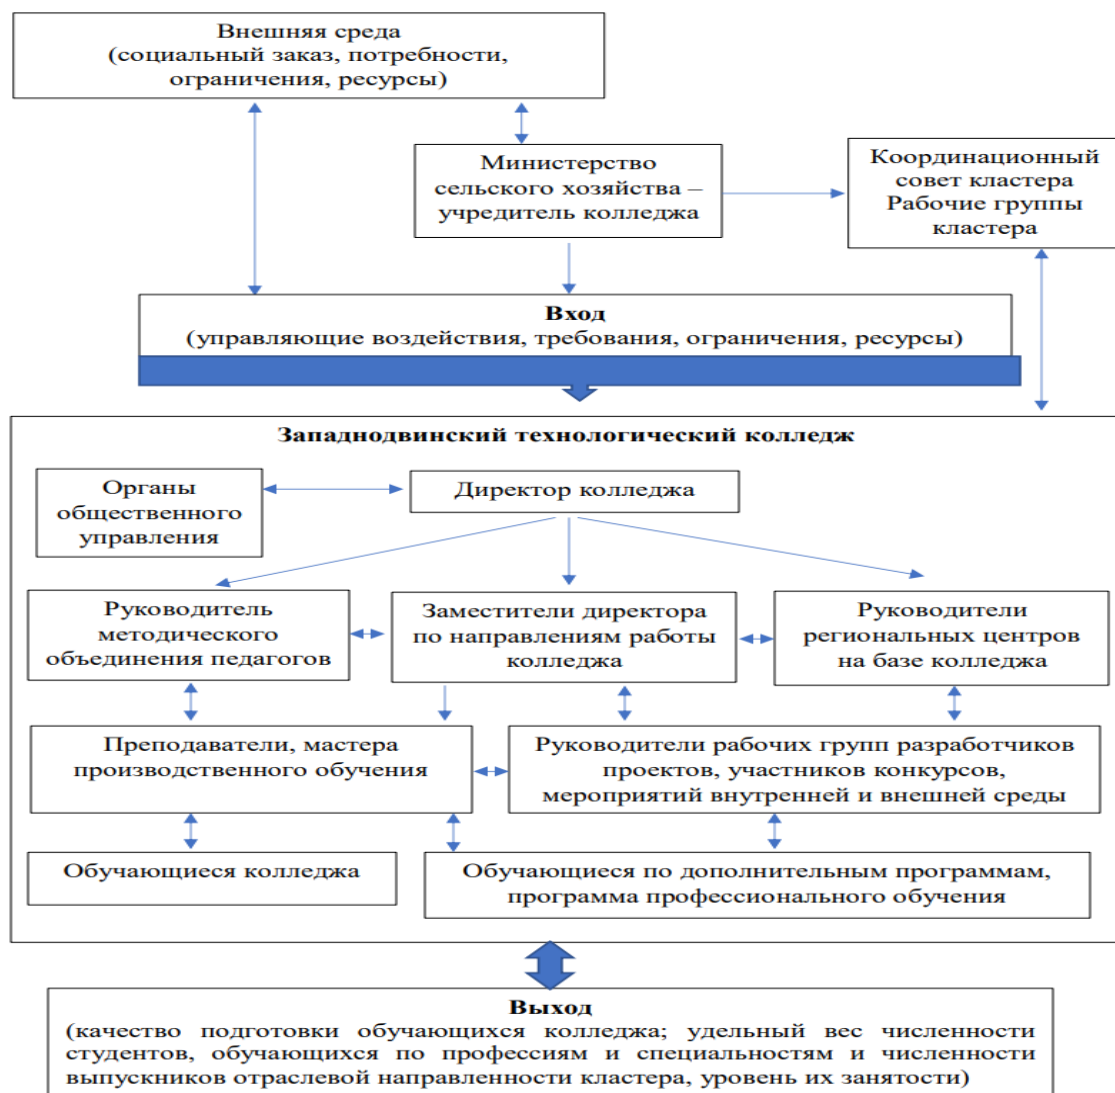 Внешняя среда
(социальный заказ, потребности,
ограничения, ресурсы)
Министерство
сельского хозяйства –
учредитель колледжа
Координационный
совет кластера
Рабочие группы
кластера
Вход
(управляющие воздействия, требования, ограничения, ресурсы)
Западнодвинский технологический колледж
Органы
общественного
управления
Директор колледжа
Руководитель
методического
объединения педагогов
Заместители директора
по направлениям работы
колледжа
Руководители
региональных центров
на базе колледжа
Преподаватели, мастера
производственного обучения
Руководители рабочих групп разработчиков
проектов, участников конкурсов,
мероприятий внутренней и внешней среды
Обучающиеся колледжа
Обучающиеся по дополнительным программам,
программа профессионального обучения
Выход
(качество подготовки обучающихся колледжа; удельный вес численности
студентов, обучающихся по профессиям и специальностям и численности
выпускников отраслевой направленности кластера, уровень их занятости)